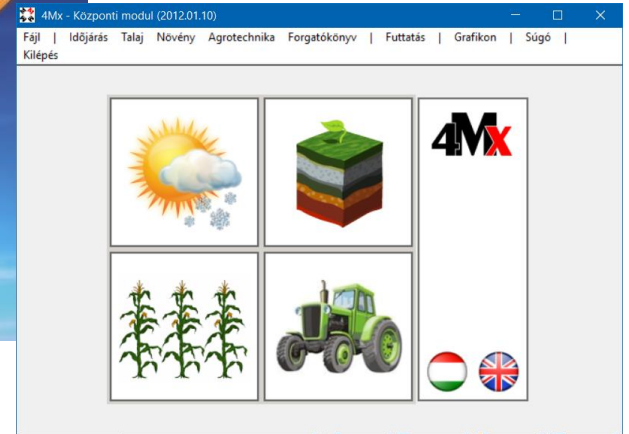 4Mx - Központi modul (2012.01.10)
Fájl | Időjárás Talaj Növény Agrotechnika Forgatókönyv | Futtatás | Grafikon | Súgó |
Kilépés
4Mx